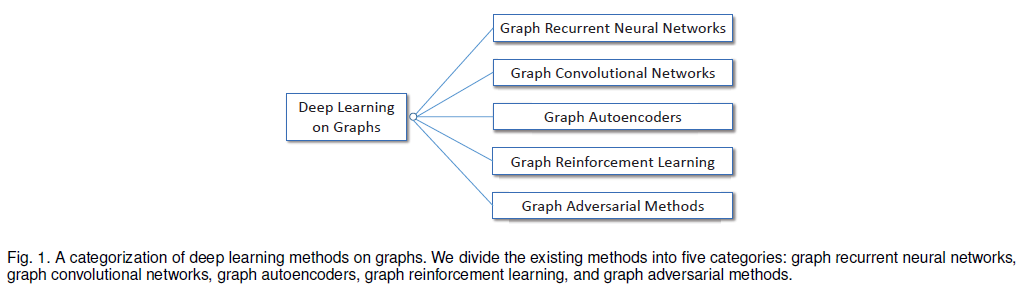 Graph Recurrent Neural Networks
Graph Convolutional Networks
Deep Learning
on Graphs
Graph Autoencoders
Graph Reinforcement Learning
Graph Adversarial Methods
Fig. 1. A categorization of deep learning methods on graphs. We divide the existing methods into five categories: graph recurrent neural networks,
graph convolutional networks, graph autoencoders, graph reinforcement learning, and graph adversarial methods.